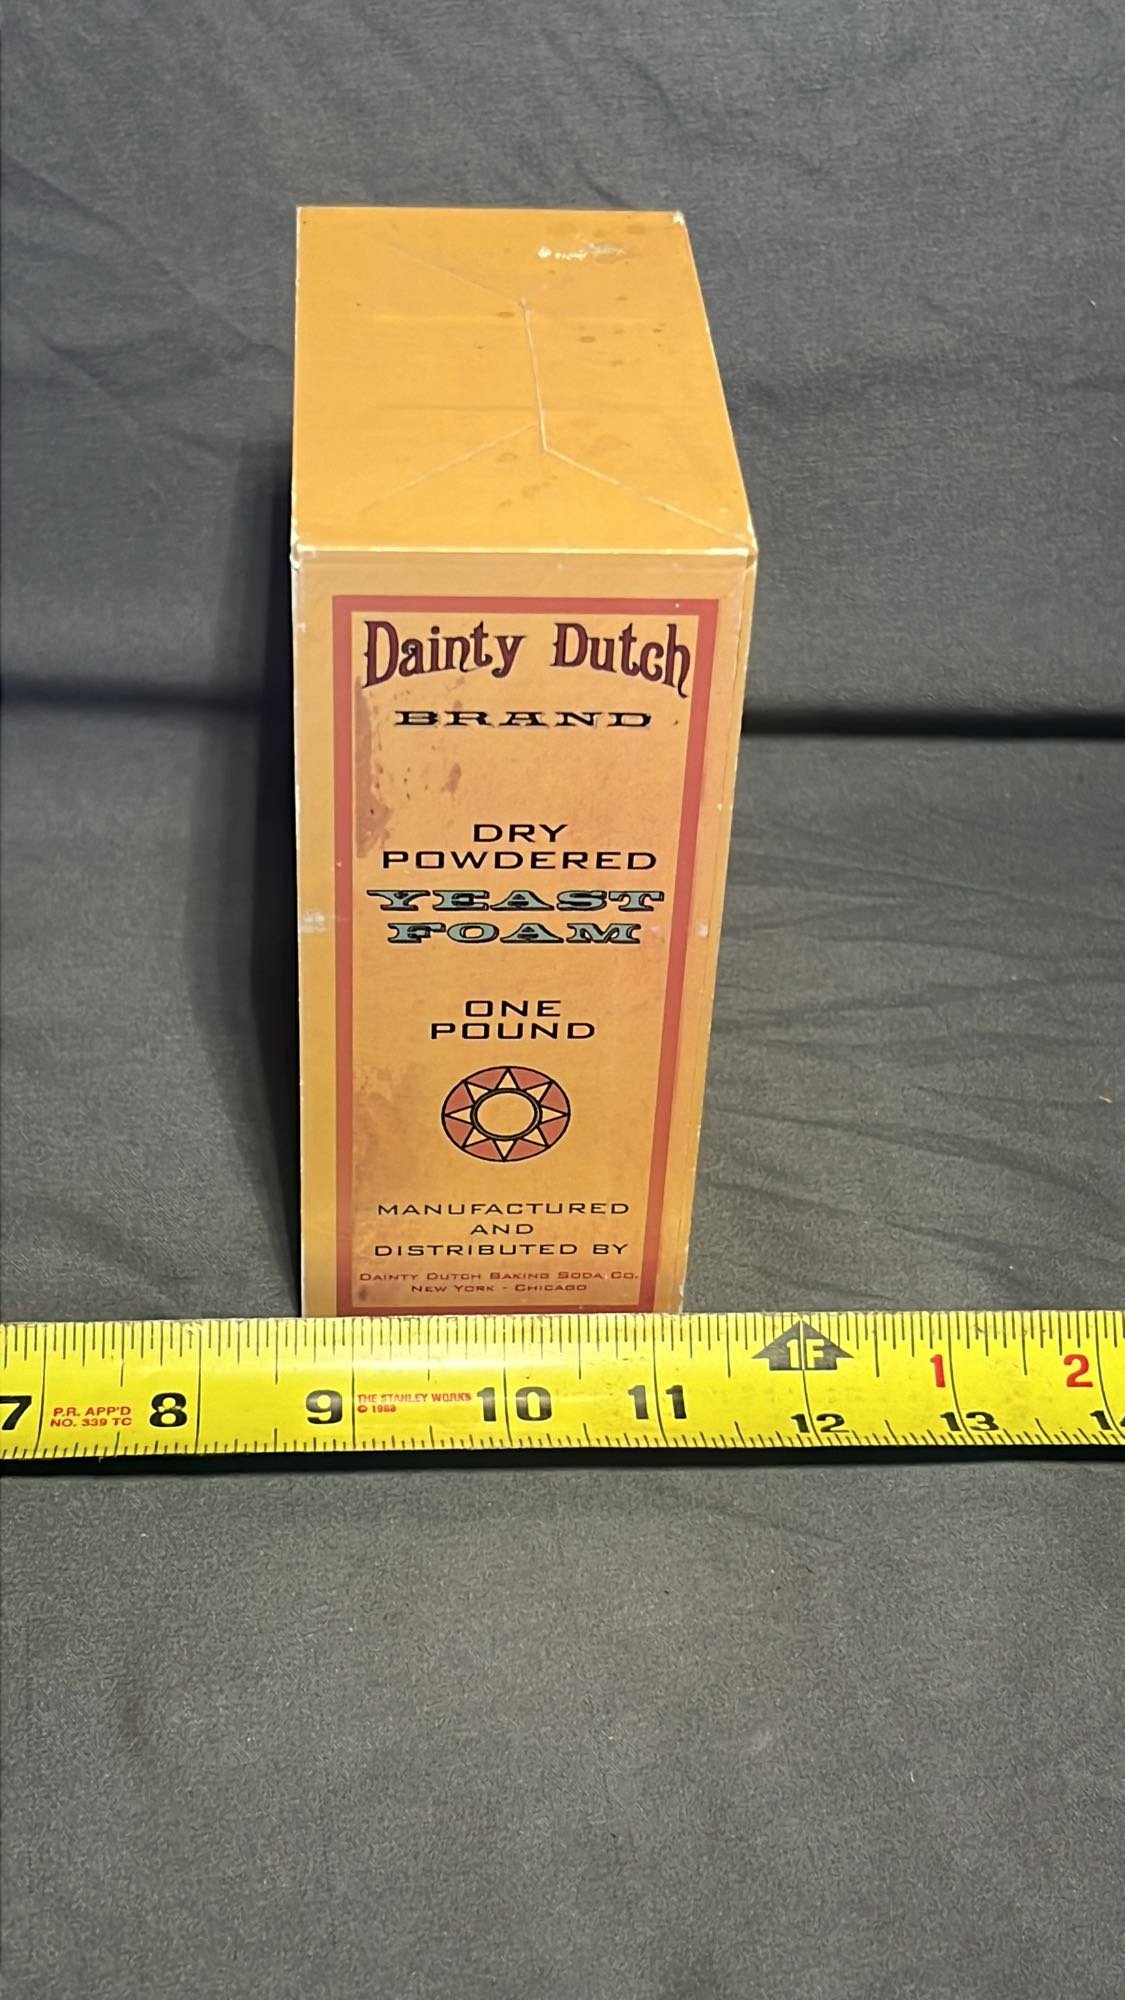 Dainty Dutch
BRAND
DRY
POWDERED
YEAST
FOAM
ONE
POUND
MANUFACTURED
AND
DISTRIBUTED BY
DAINTY DUTCH BAKING SODA CO.
NEW YORK - CHICAGO
1F
1 2
7 P.R. APP'D NO. 339 TC 8 9 THE STANLEY WORKS © 1988 10 11 12 13